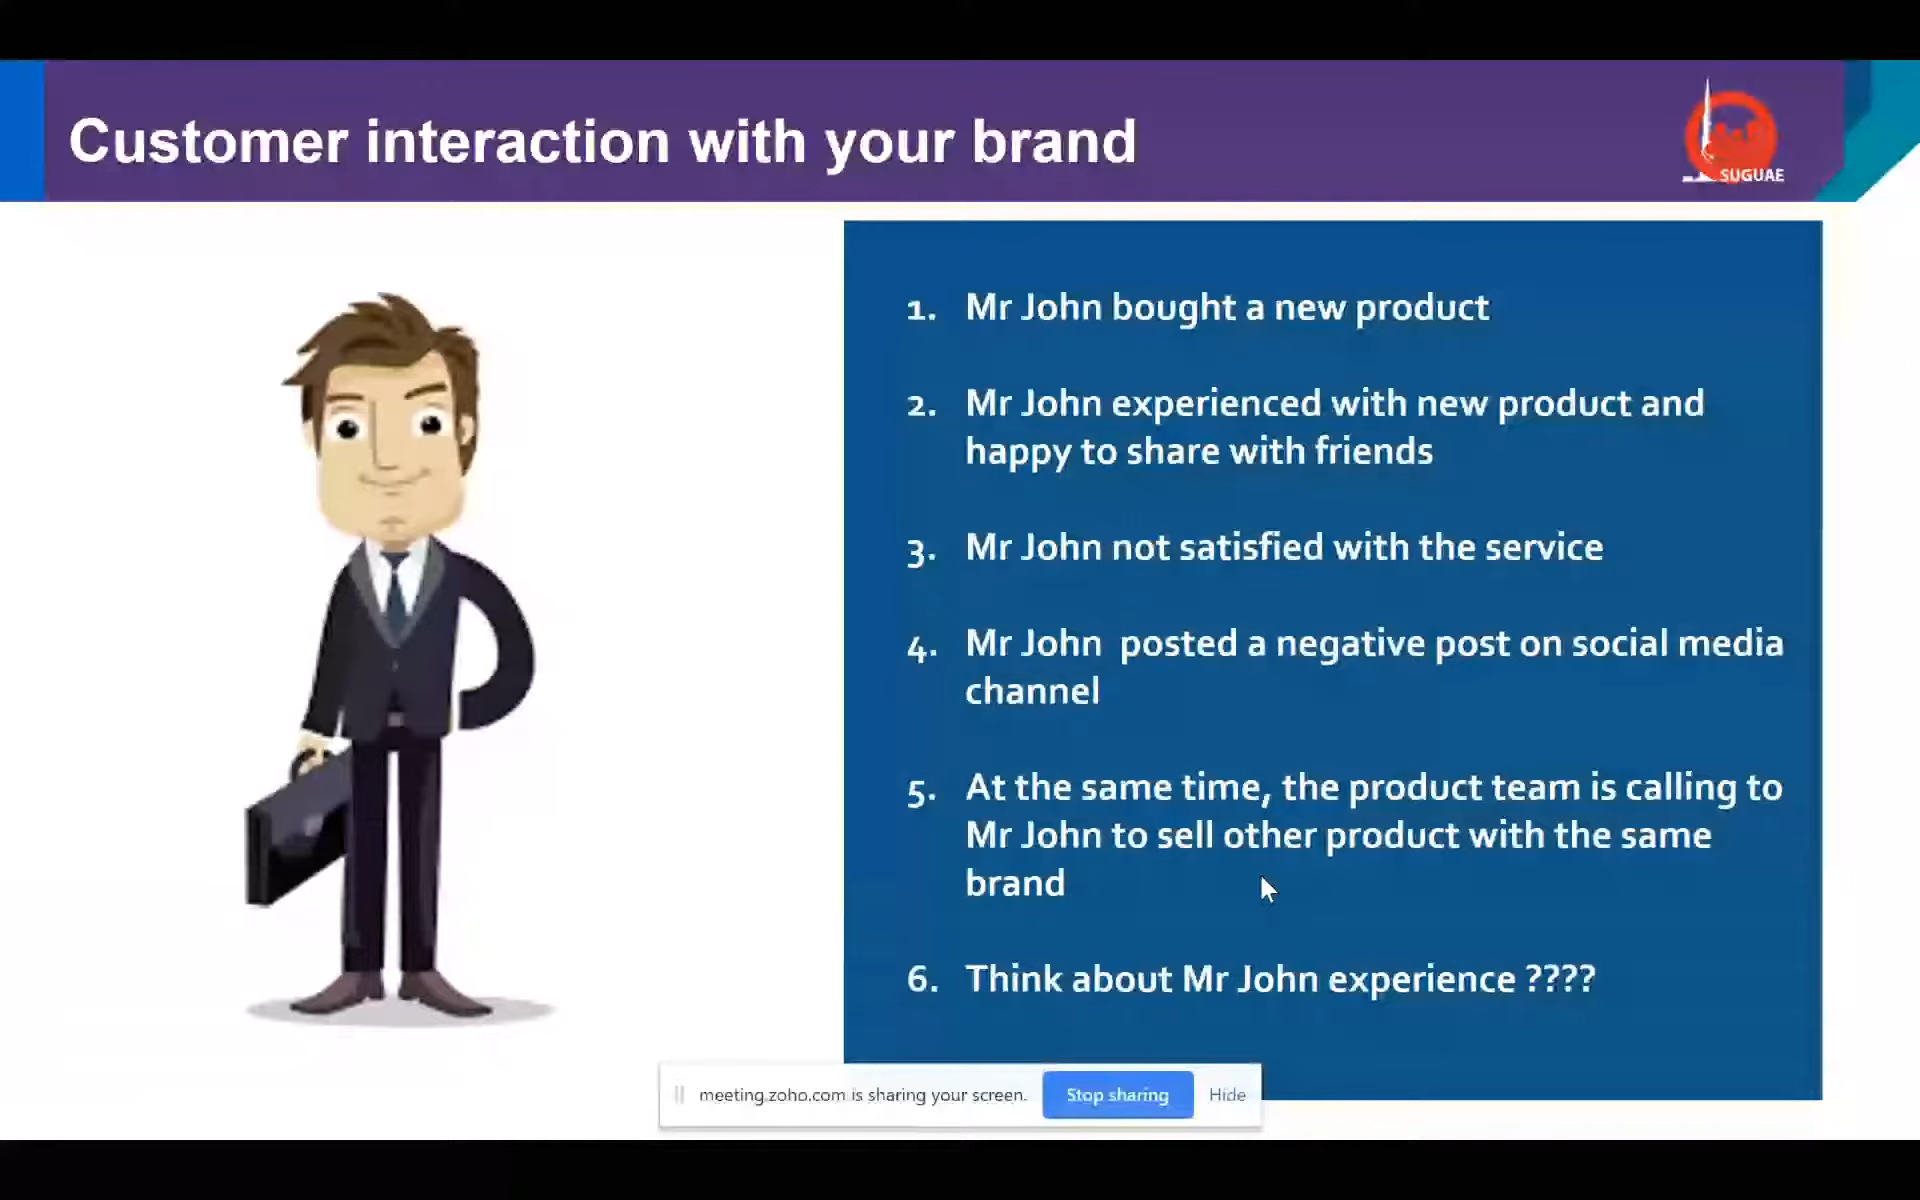 Customer interaction with your brand
SUGUAE
1. Mr John bought a new product
2. Mr John experienced with new product and
happy to share with friends
3. Mr John not satisfied with the service
4. Mr John  posted a negative post on social media
channel
5. At the same time, the product team is calling to
Mr John to sell other product with the same
brand
6. Think about Mr John experience ????
meeting.zoho.com is sharing your screen. Stop sharing Hide